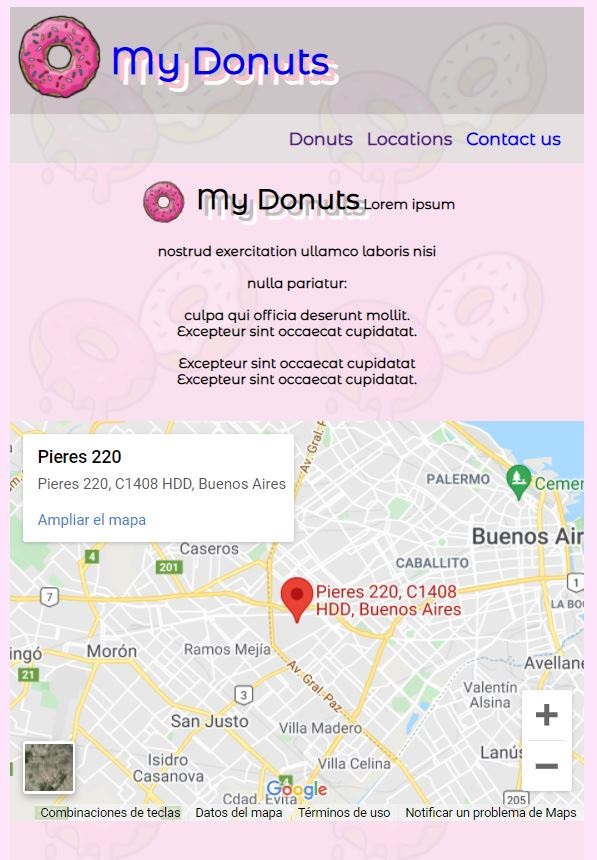 My Donuts
Donuts Locations Contact us
My Donuts Lorem ipsum
nostrud exercitation ullamco laboris nisi
nulla pariatur:
culpa qui officia deserunt mollit.
Excepteur sint occaecat cupidatat.
Excepteur sint occaecat cupidatat
Excepteur sint occaecat cupidatat.
Pieres 220
Pieres 220, C1408 HDD, Buenos Aires
Ampliar el mapa
Av. Gral. P
PALERMO
Cemen
Buenos Air
Caseros
4
201
CABALLITO
7
1
Pieres 220, C1408
HDD, Buenos Aires
LA BO
ingó
Morón
Ramos Mejía
Avellane
21
Av. Gral. Paz
3
Valentín
Alsina
San Justo
Villa Madero
Lanús
Isidro
Casanova
Villa Celina
Google
Cdad. Evita
205
+
−
Combinaciones de teclas Datos del mapa Términos de uso Notificar un problema de Maps